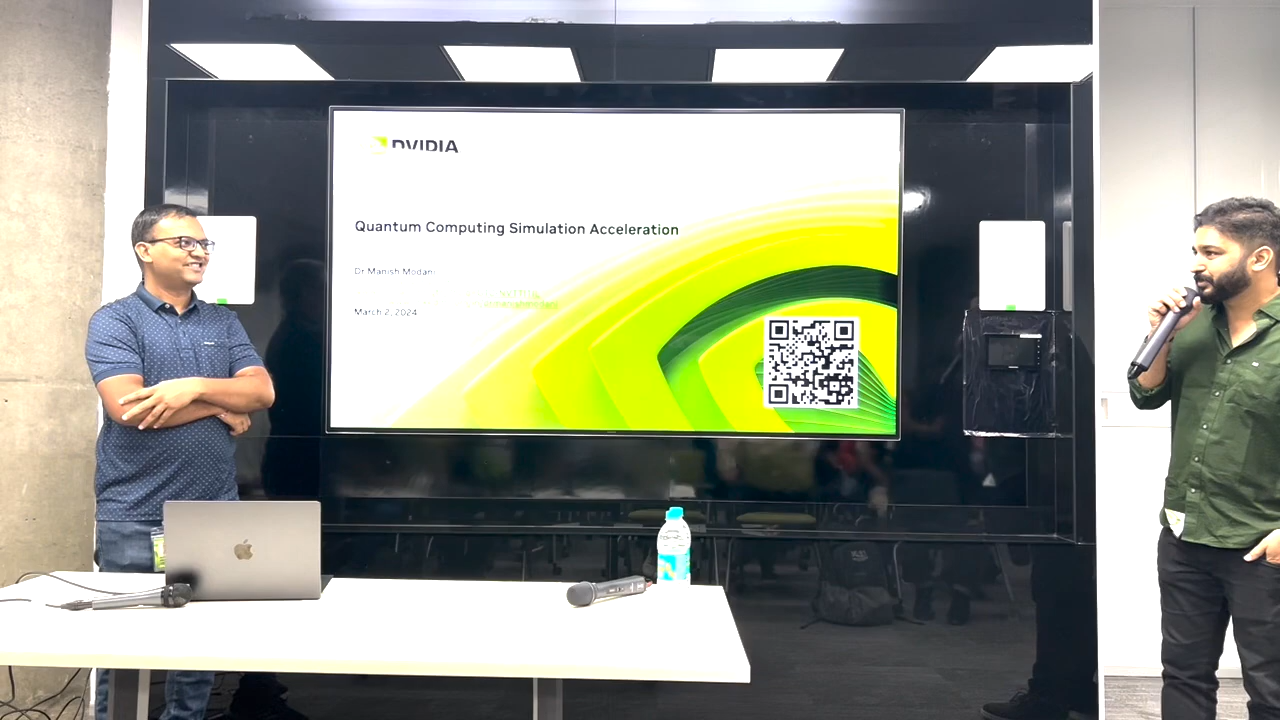 NVIDIA
Quantum Computing Simulation Acceleration
Dr Manish Modani
March 2, 2024